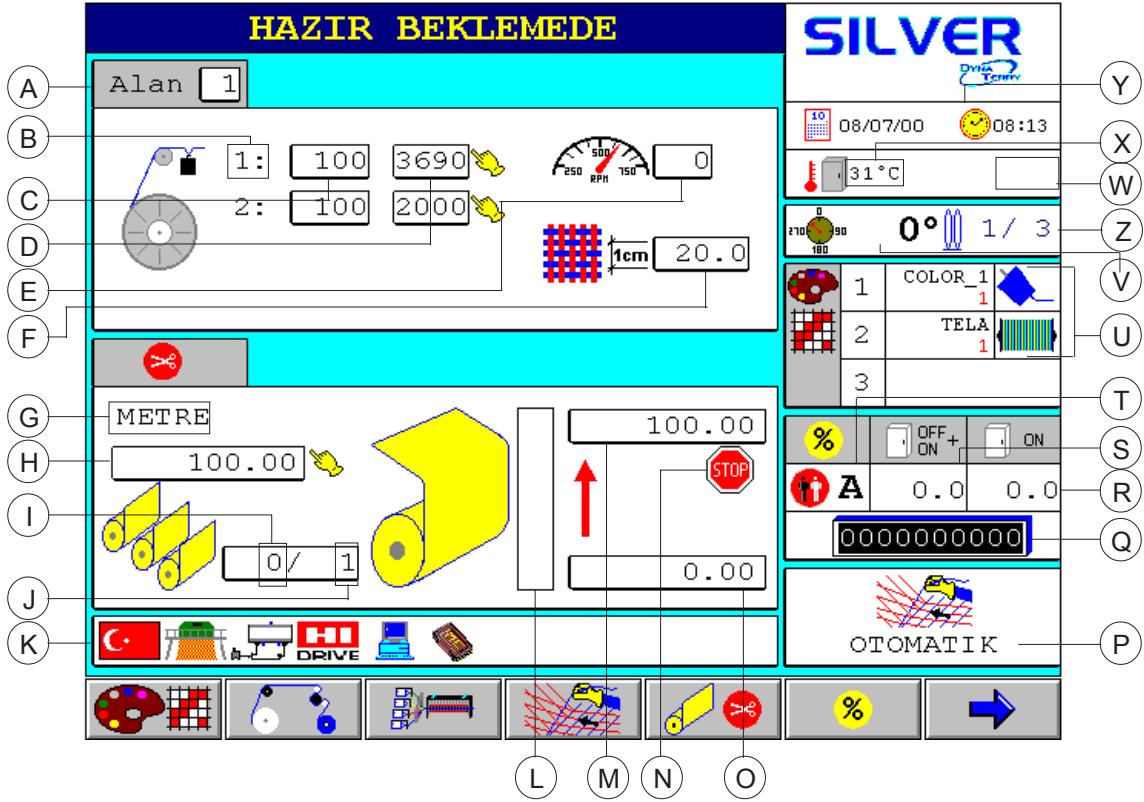 HAZIR BEKLEMEDE
SILVER
DYNA TERRY
Alan 1
10 08/07/00 08:13
31°C
1: 100 3690
2: 100 2000
250 500 750 RPM
0
1cm 20.0
0 90 180 270
0° 1/ 3
1 COLOR_1 1
2 TELA 1
3
METRE
100.00
0/ 1
100.00
STOP
0.00
% OFF+ ON ON
A 0.0 0.0
0000000000
OTOMATIK
HI DRIVE
%
A
B
C
D
E
F
G
H
I
J
K
L
M
N
O
P
Q
R
S
T
U
V
Z
W
X
Y